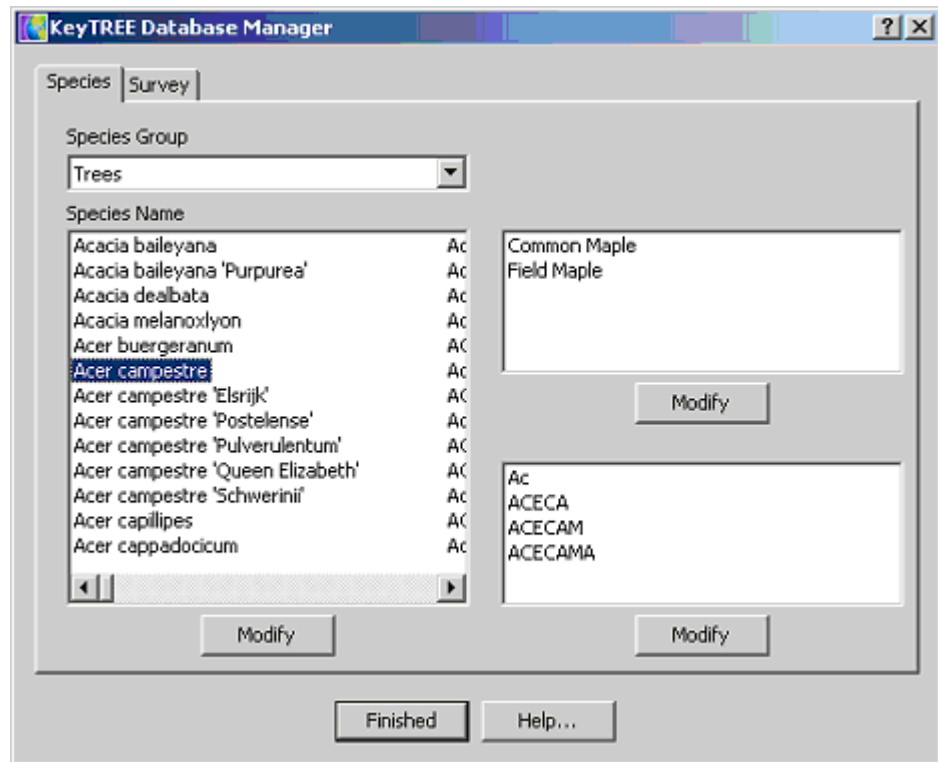 KeyTREE Database Manager
? X
Species Survey
Species Group
Trees
Species Name
Acacia baileyana Ac
Acacia baileyana 'Purpurea' Ac
Acacia dealbata Ac
Acacia melanoxlyon Ac
Acer buergeranum AC
Acer campestre Ac
Acer campestre 'Elsrijk' AC
Acer campestre 'Postelense' Ac
Acer campestre 'Pulverulentum' AC
Acer campestre 'Queen Elizabeth' AC
Acer campestre 'Schwerinii' Ac
Acer capillipes AC
Acer cappadocicum Ac
Modify
Common Maple
Field Maple
Modify
Ac
ACECA
ACECAM
ACECAMA
Modify
Finished Help...